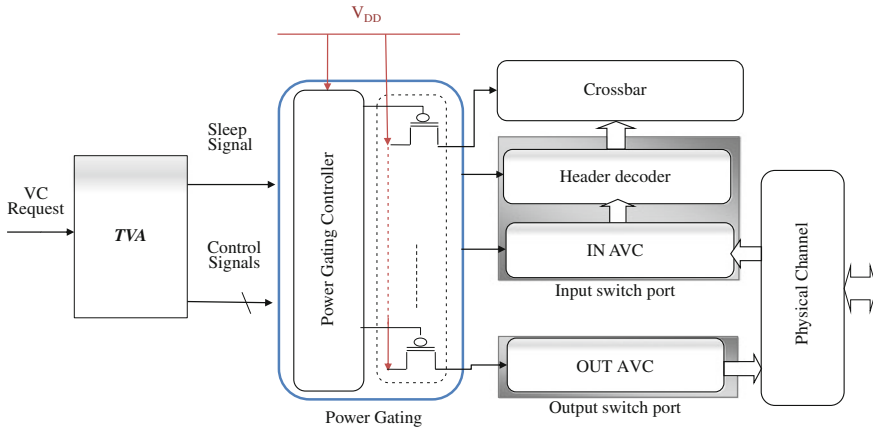 V_DD
Crossbar
Sleep
Signal
Header decoder
VC
Request
TVA
Power Gating Controller
Control
Signals
IN AVC
Physical Channel
Input switch port
OUT AVC
Power Gating
Output switch port